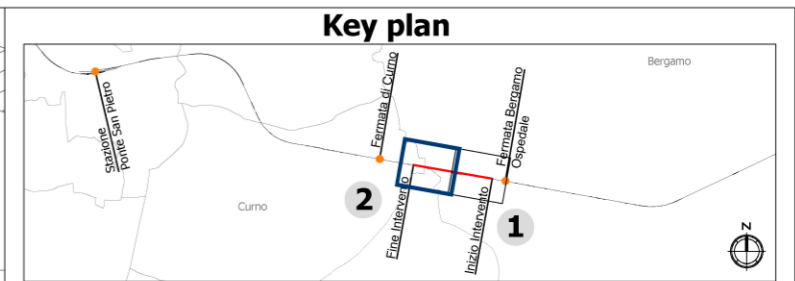 Key plan
Bergamo
Stazione
Ponte San Pietro
Fermata di Curno
Fermata Bergamo
Ospedale
Curno
2
Fine Intervento
Inizio Intervento
1
N